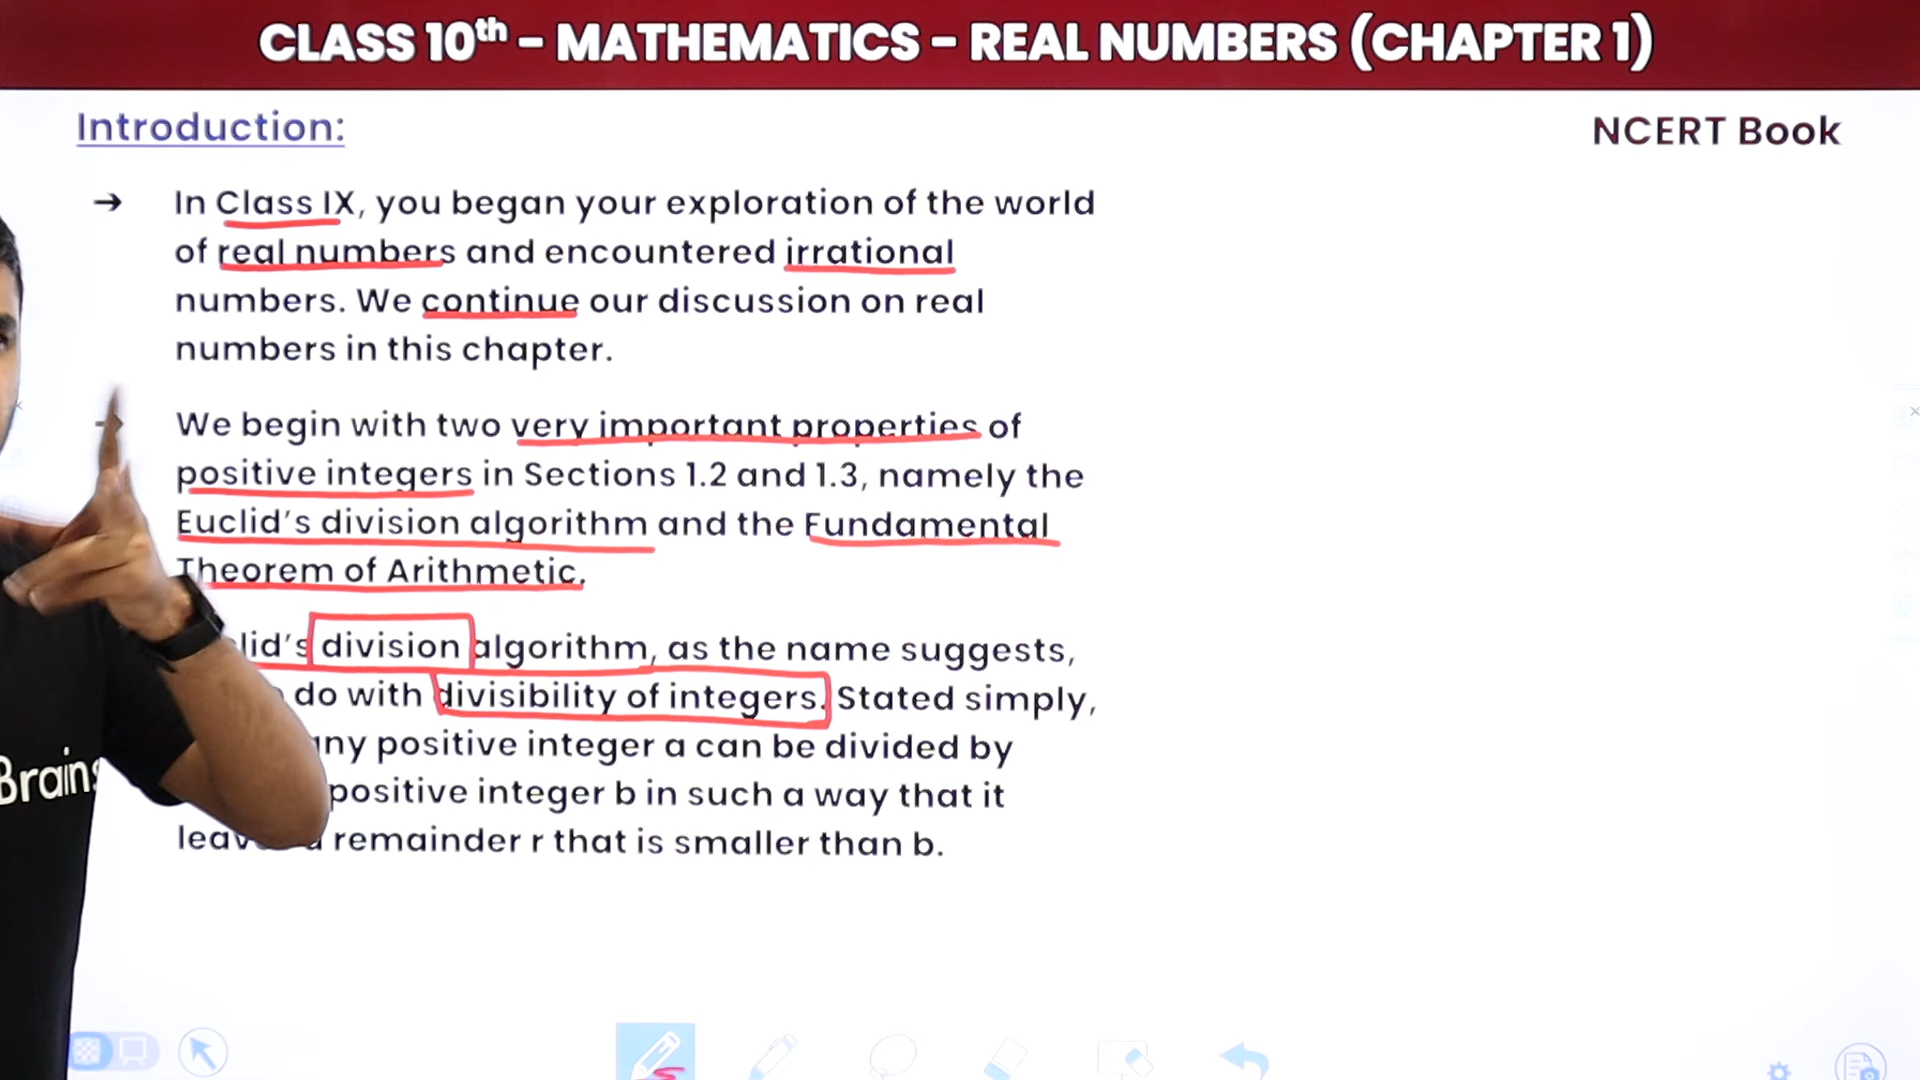 CLASS 10th - MATHEMATICS - REAL NUMBERS (CHAPTER 1)
Introduction:
NCERT Book
➔ In Class IX, you began your exploration of the world
of real numbers and encountered irrational
numbers. We continue our discussion on real
numbers in this chapter.
We begin with two very important properties of
positive integers in Sections 1.2 and 1.3, namely the
Euclid's division algorithm and the Fundamental
Theorem of Arithmetic.
lid's division algorithm, as the name suggests,
do with divisibility of integers. Stated simply,
any positive integer a can be divided by
positive integer b in such a way that it
remainder r that is smaller than b.
Brains